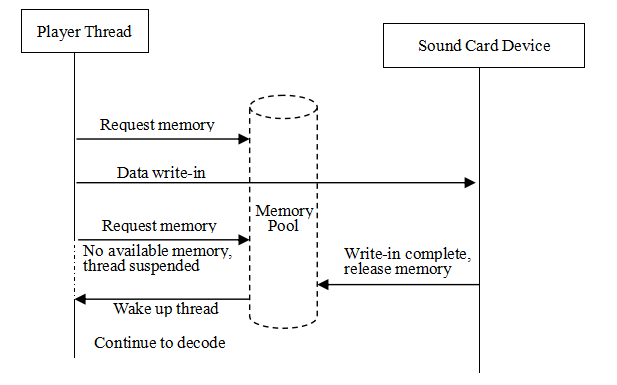 Player Thread
Sound Card Device
Request memory
Data write-in
Memory
Pool
Request memory
No available memory,
thread suspended
Write-in complete,
release memory
Wake up thread
Continue to decode